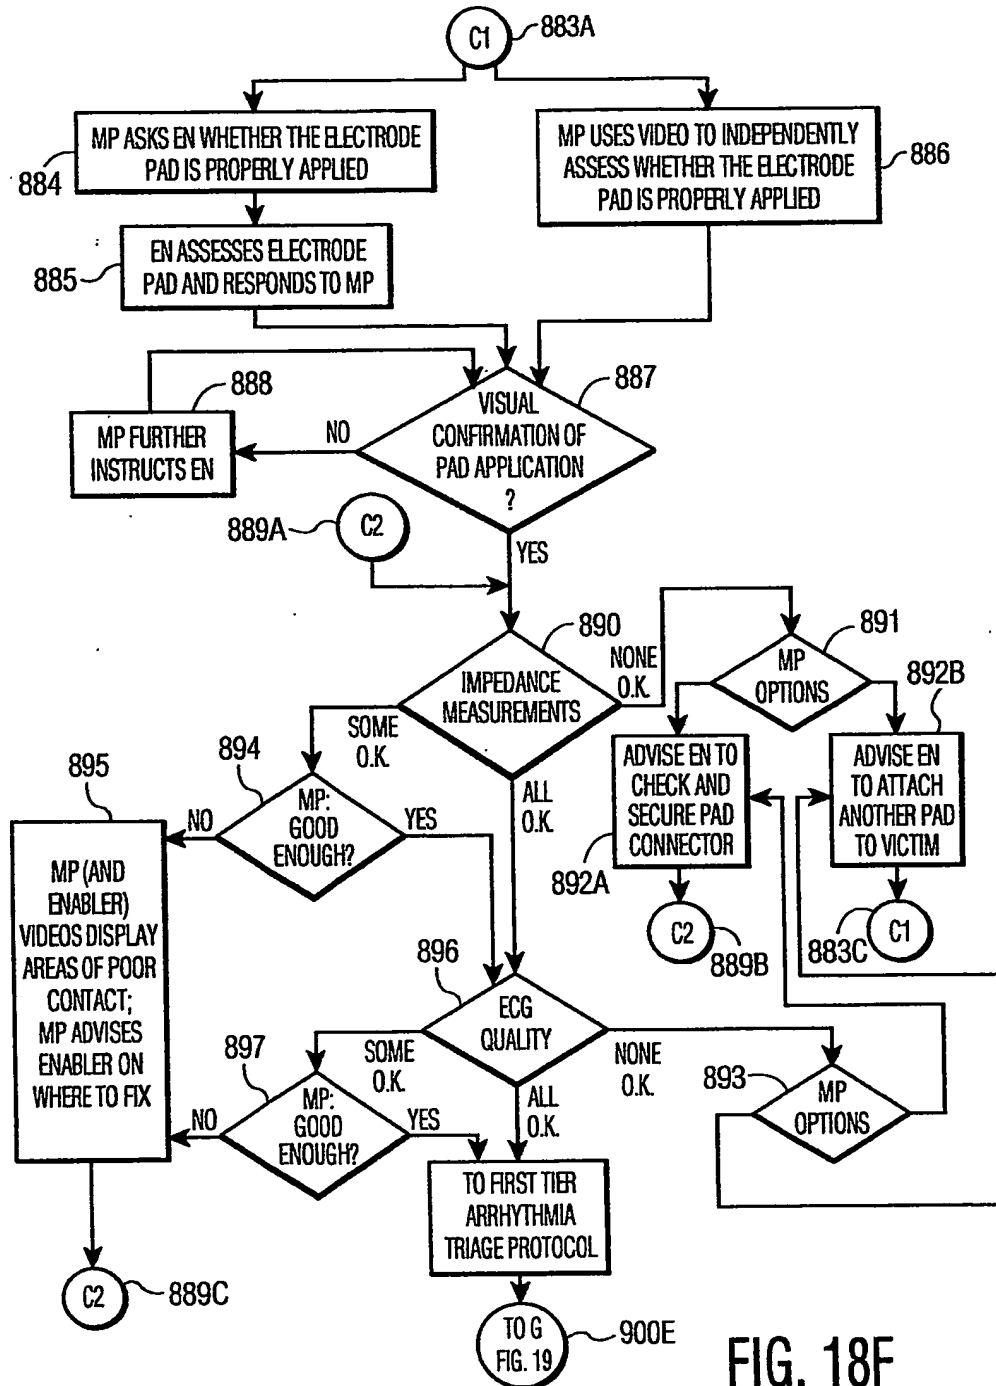 C1
883A
MP ASKS EN WHETHER THE ELECTRODE
PAD IS PROPERLY APPLIED
884
MP USES VIDEO TO INDEPENDENTLY
ASSESS WHETHER THE ELECTRODE
PAD IS PROPERLY APPLIED
886
EN ASSESSES ELECTRODE
PAD AND RESPONDS TO MP
885
888
MP FURTHER
INSTRUCTS EN
NO
VISUAL
CONFIRMATION OF
PAD APPLICATION
?
887
889A
C2
YES
890
IMPEDANCE
MEASUREMENTS
NONE
O.K.
SOME
O.K.
ALL
O.K.
891
MP
OPTIONS
892B
ADVISE EN TO
CHECK AND
SECURE PAD
CONNECTOR
892A
ADVISE EN
TO ATTACH
ANOTHER PAD
TO VICTIM
C2
889B
C1
883C
894
MP:
GOOD
ENOUGH?
NO
YES
895
MP (AND
ENABLER)
VIDEOS DISPLAY
AREAS OF POOR
CONTACT;
MP ADVISES
ENABLER ON
WHERE TO FIX
896
ECG
QUALITY
SOME
O.K.
NONE
O.K.
ALL
O.K.
893
MP
OPTIONS
897
MP:
GOOD
ENOUGH?
NO
YES
TO FIRST TIER
ARRHYTHMIA
TRIAGE PROTOCOL
C2
889C
TO G
FIG. 19
900E
FIG. 18F